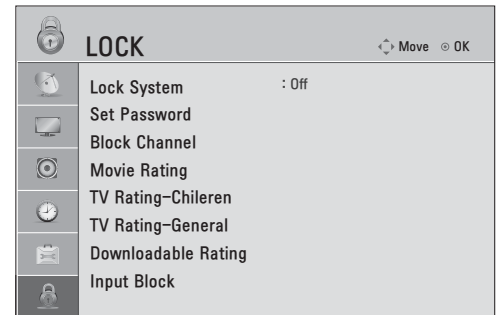 LOCK
Move OK
Lock System : Off
Set Password
Block Channel
Movie Rating
TV Rating-Chileren
TV Rating-General
Downloadable Rating
Input Block